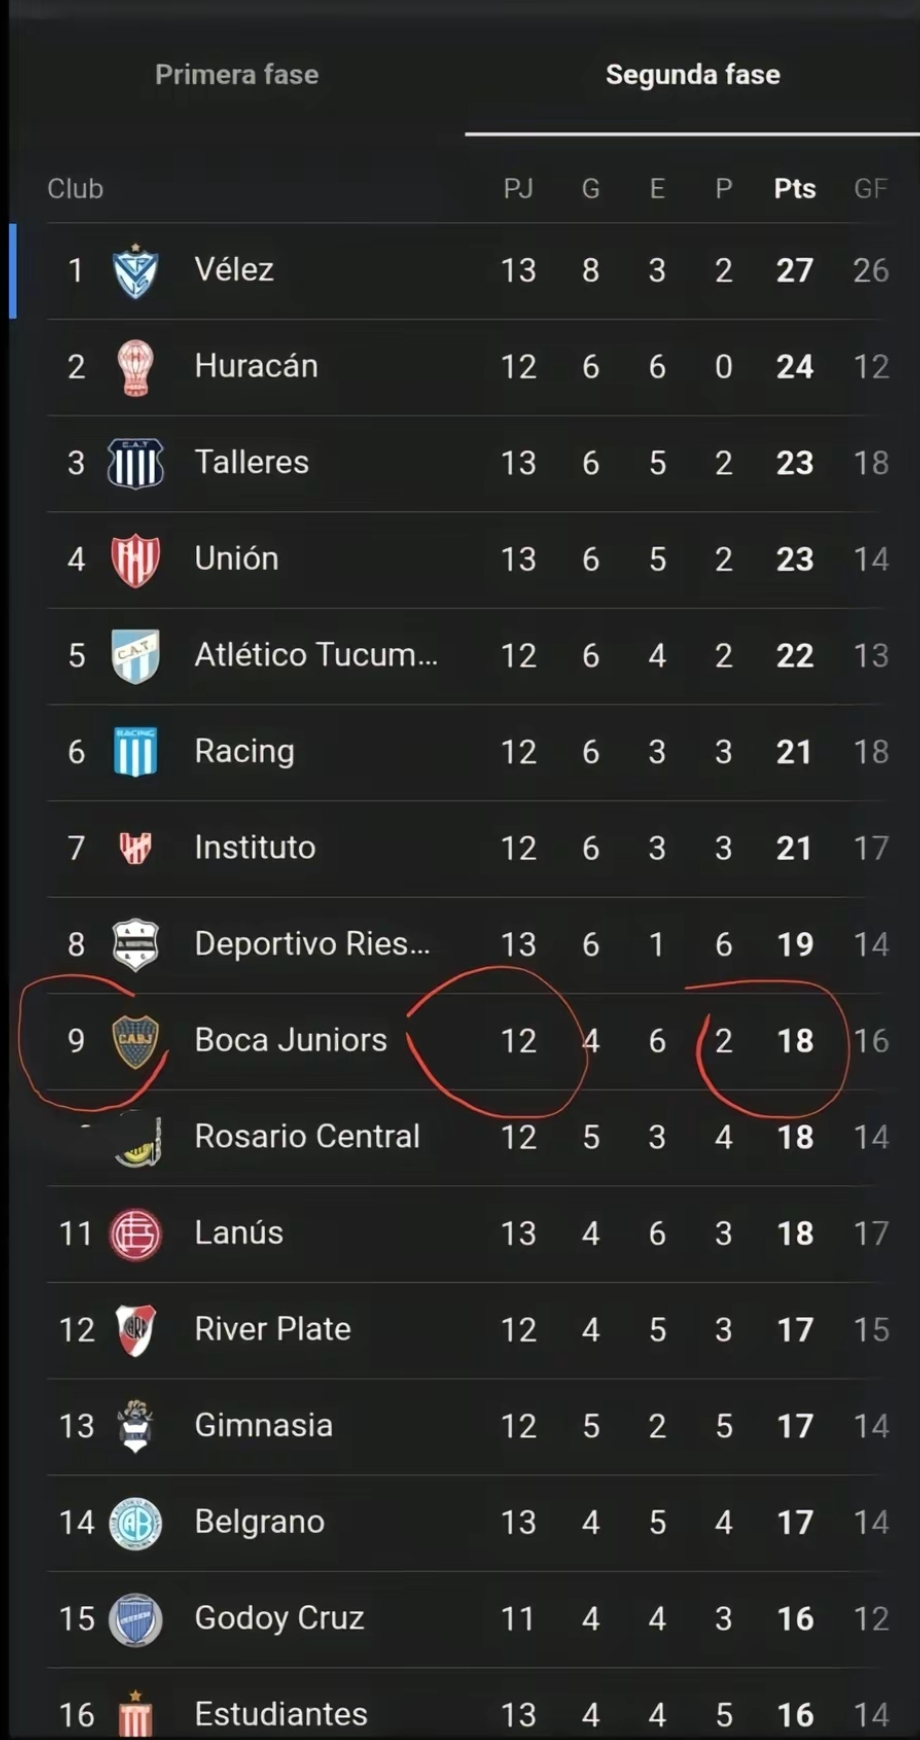 Primera fase Segunda fase
Club PJ G E P Pts GF
1 Vélez 13 8 3 2 27 26
2 Huracán 12 6 6 0 24 12
3 Talleres 13 6 5 2 23 18
4 Unión 13 6 5 2 23 14
5 Atlético Tucum... 12 6 4 2 22 13
6 Racing 12 6 3 3 21 18
7 Instituto 12 6 3 3 21 17
8 Deportivo Ries... 13 6 1 6 19 14
9 CABJ Boca Juniors 12 4 6 2 18 16
Rosario Central 12 5 3 4 18 14
11 Lanús 13 4 6 3 18 17
12 River Plate 12 4 5 3 17 15
13 Gimnasia 12 5 2 5 17 14
14 Belgrano 13 4 5 4 17 14
15 Godoy Cruz 11 4 4 3 16 12
16 Estudiantes 13 4 4 5 16 14